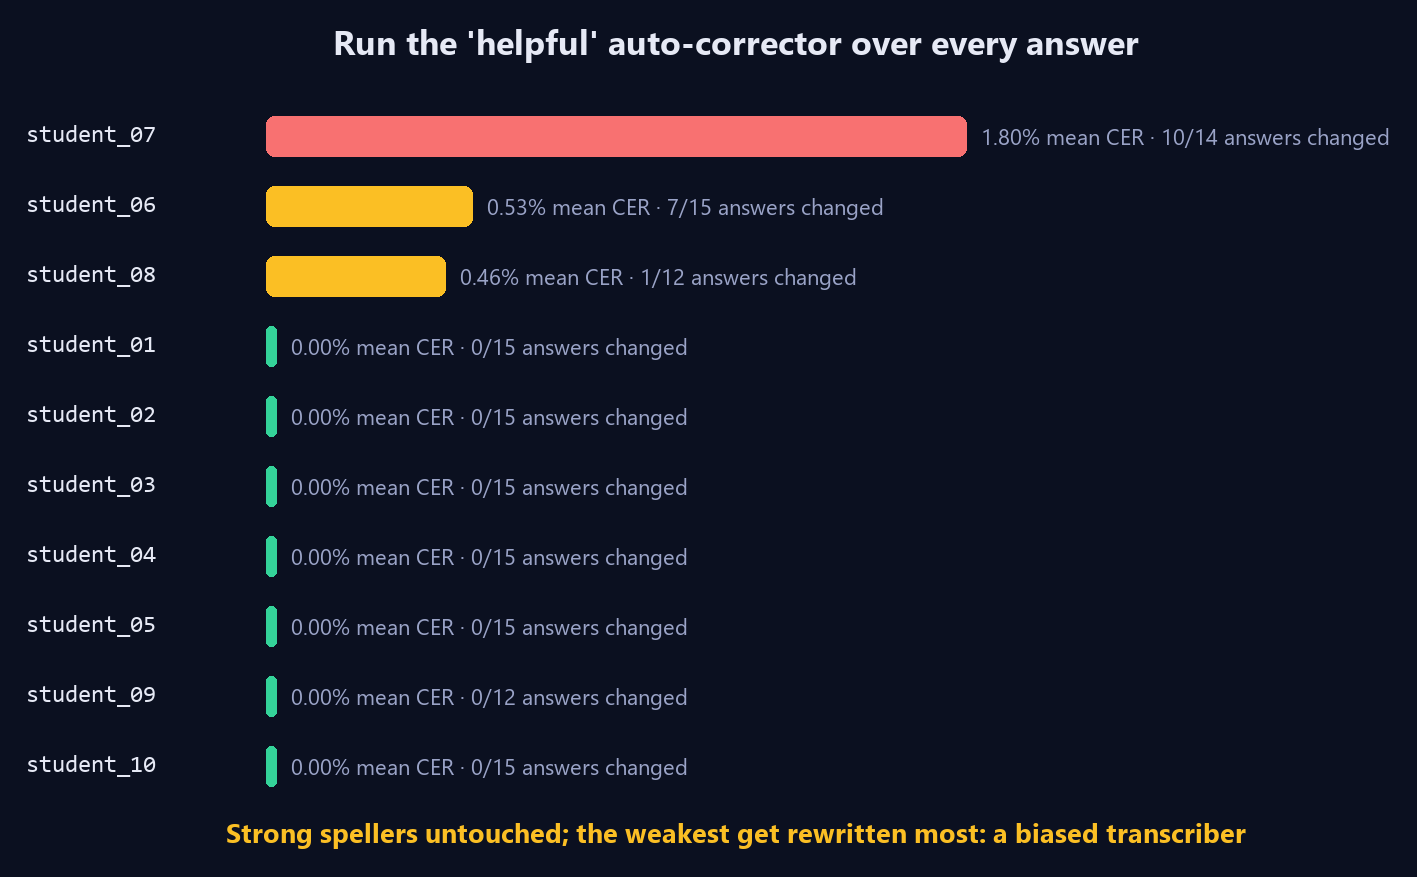 Run the 'helpful' auto-corrector over every answer
student_07 1.80% mean CER · 10/14 answers changed
student_06 0.53% mean CER · 7/15 answers changed
student_08 0.46% mean CER · 1/12 answers changed
student_01 0.00% mean CER · 0/15 answers changed
student_02 0.00% mean CER · 0/15 answers changed
student_03 0.00% mean CER · 0/15 answers changed
student_04 0.00% mean CER · 0/15 answers changed
student_05 0.00% mean CER · 0/15 answers changed
student_09 0.00% mean CER · 0/12 answers changed
student_10 0.00% mean CER · 0/15 answers changed
Strong spellers untouched; the weakest get rewritten most: a biased transcriber